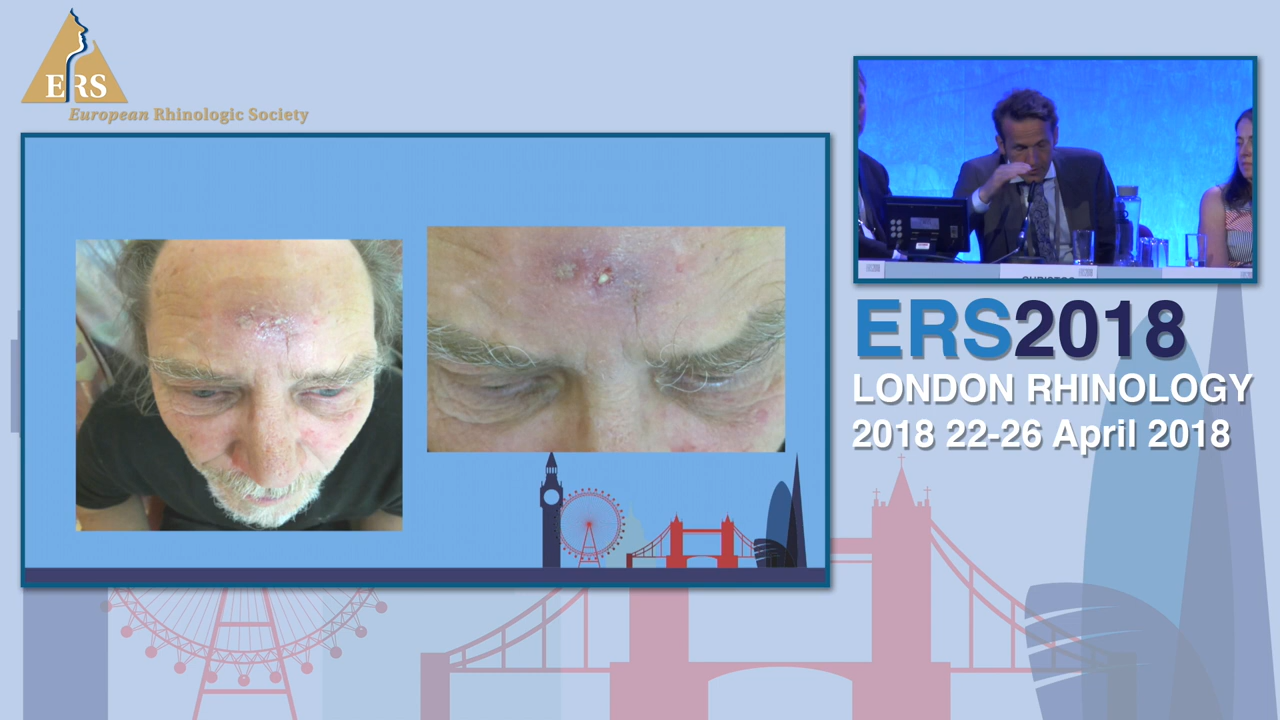 ERS
European Rhinologic Society
ERS2018
LONDON RHINOLOGY
2018 22-26 April 2018